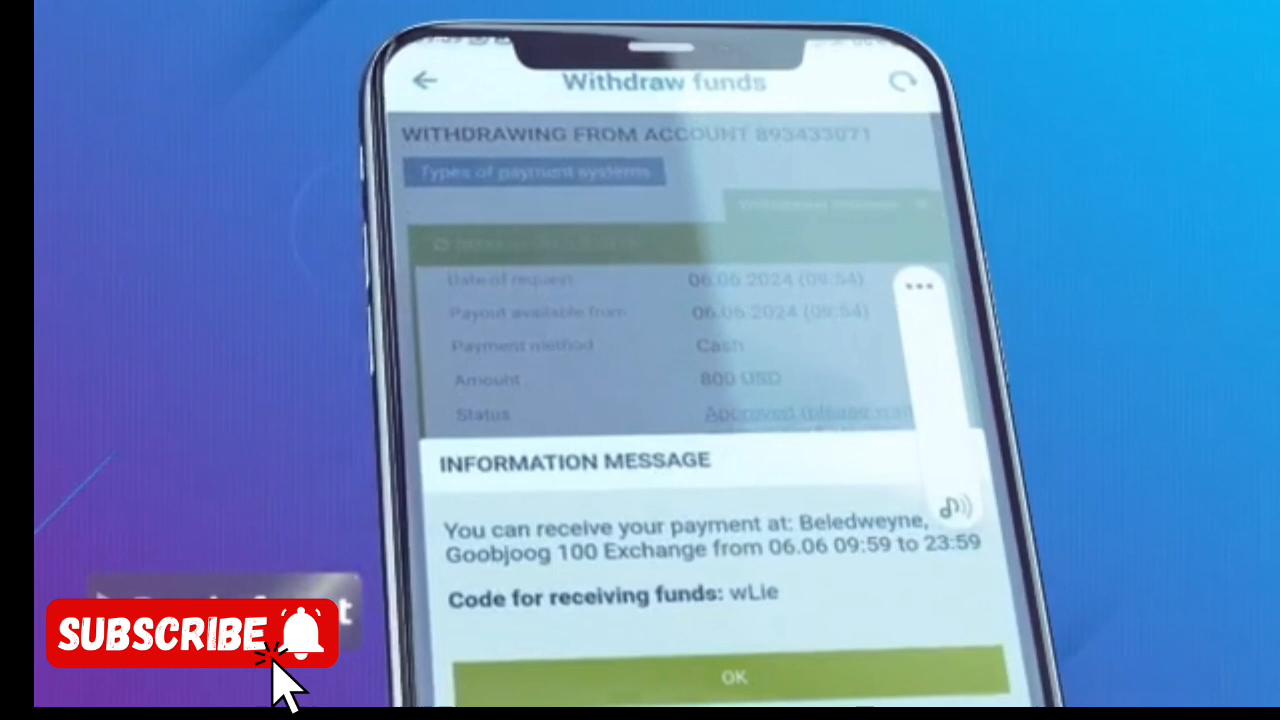 Withdraw funds
WITHDRAWING FROM ACCOUNT 893433071
Types of payment systems
Date of request 06.06.2024 (09:54)
Payout available from 06.06.2024 (09:54)
Payment method Cash
Amount 800 USD
Status Approved (please wait
INFORMATION MESSAGE
You can receive your payment at: Beledweyne,
Goobjoog 100 Exchange from 06.06 09:59 to 23:59
Code for receiving funds: wLie
OK
SUBSCRIBE